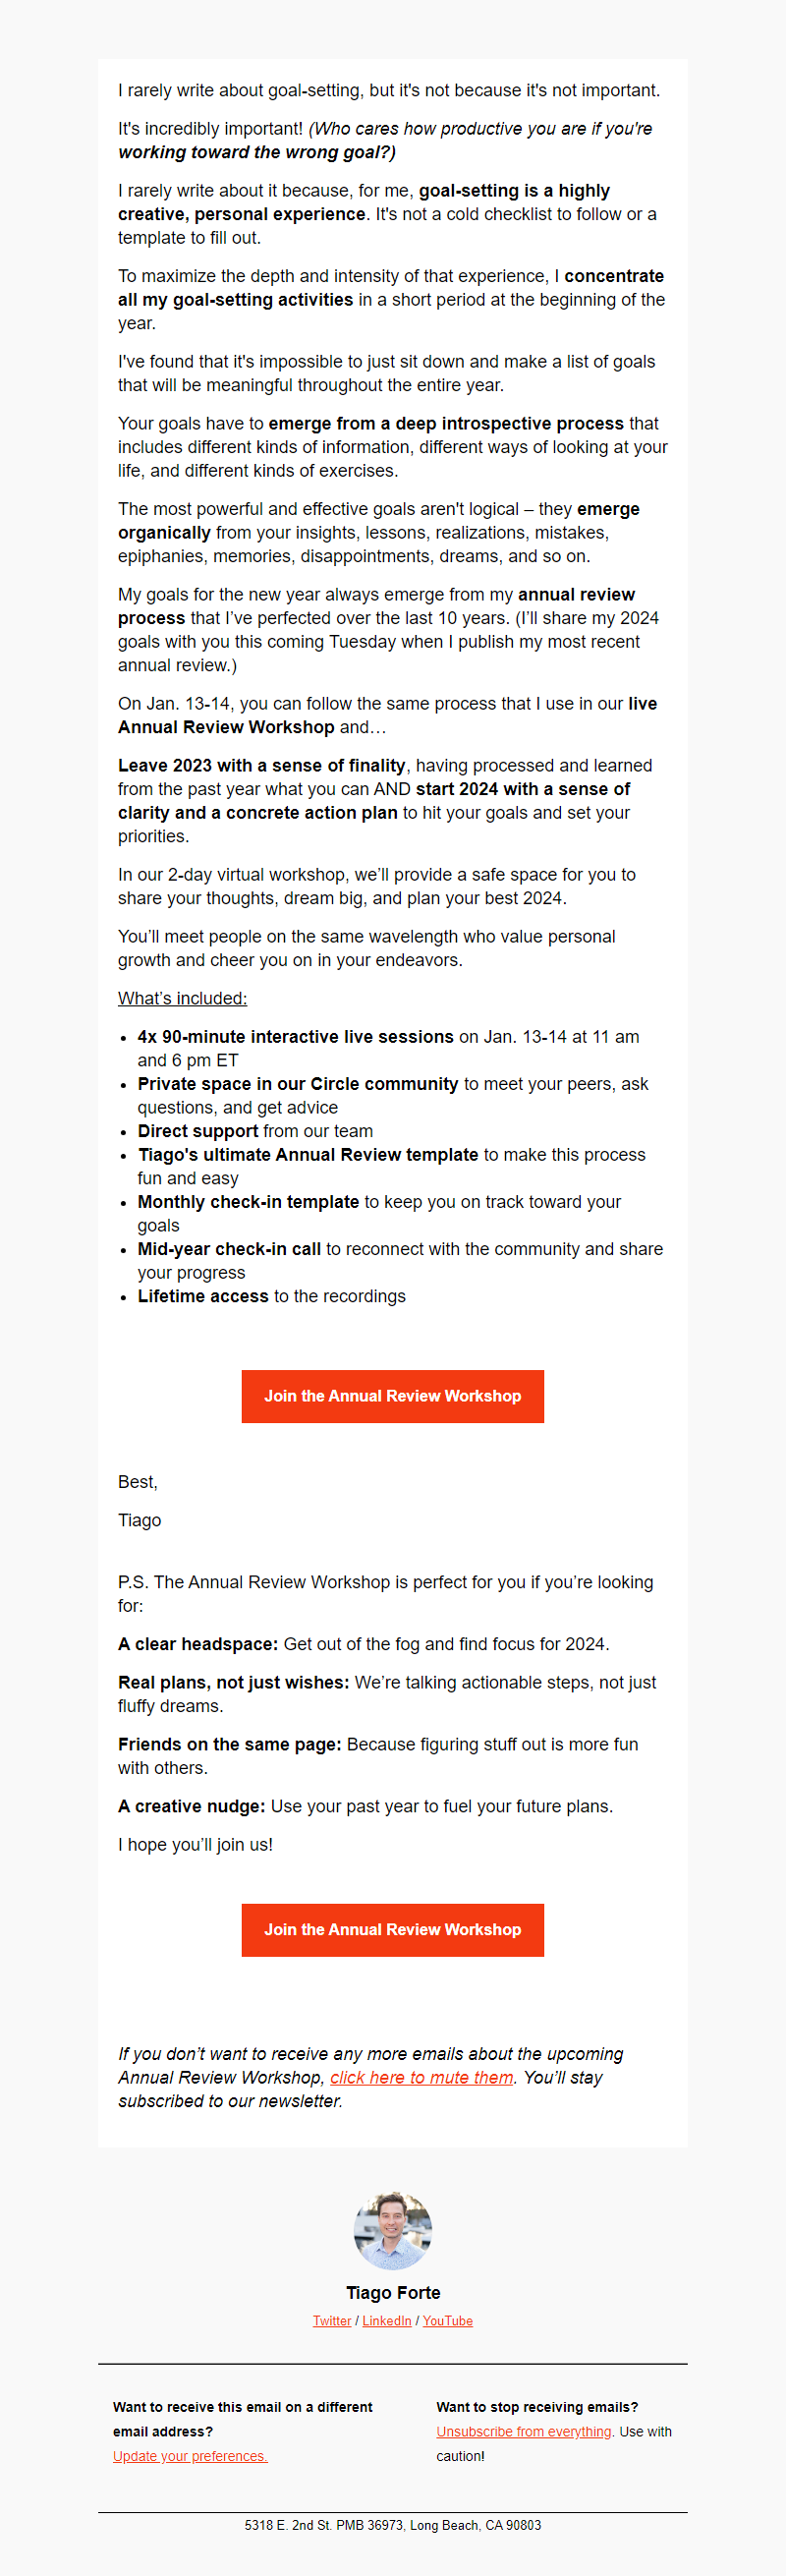 I rarely write about goal-setting, but it's not because it's not important.
It's incredibly important! (Who cares how productive you are if you're
working toward the wrong goal?)
I rarely write about it because, for me, goal-setting is a highly
creative, personal experience. It's not a cold checklist to follow or a
template to fill out.
To maximize the depth and intensity of that experience, I concentrate
all my goal-setting activities in a short period at the beginning of the
year.
I've found that it's impossible to just sit down and make a list of goals
that will be meaningful throughout the entire year.
Your goals have to emerge from a deep introspective process that
includes different kinds of information, different ways of looking at your
life, and different kinds of exercises.
The most powerful and effective goals aren't logical – they emerge
organically from your insights, lessons, realizations, mistakes,
epiphanies, memories, disappointments, dreams, and so on.
My goals for the new year always emerge from my annual review
process that I’ve perfected over the last 10 years. (I’ll share my 2024
goals with you this coming Tuesday when I publish my most recent
annual review.)
On Jan. 13-14, you can follow the same process that I use in our live
Annual Review Workshop and…
Leave 2023 with a sense of finality, having processed and learned
from the past year what you can AND start 2024 with a sense of
clarity and a concrete action plan to hit your goals and set your
priorities.
In our 2-day virtual workshop, we’ll provide a safe space for you to
share your thoughts, dream big, and plan your best 2024.
You’ll meet people on the same wavelength who value personal
growth and cheer you on in your endeavors.
What’s included:
• 4x 90-minute interactive live sessions on Jan. 13-14 at 11 am
and 6 pm ET
• Private space in our Circle community to meet your peers, ask
questions, and get advice
• Direct support from our team
• Tiago's ultimate Annual Review template to make this process
fun and easy
• Monthly check-in template to keep you on track toward your
goals
• Mid-year check-in call to reconnect with the community and share
your progress
• Lifetime access to the recordings
Join the Annual Review Workshop
Best,
Tiago
P.S. The Annual Review Workshop is perfect for you if you’re looking
for:
A clear headspace: Get out of the fog and find focus for 2024.
Real plans, not just wishes: We’re talking actionable steps, not just
fluffy dreams.
Friends on the same page: Because figuring stuff out is more fun
with others.
A creative nudge: Use your past year to fuel your future plans.
I hope you’ll join us!
Join the Annual Review Workshop
If you don’t want to receive any more emails about the upcoming
Annual Review Workshop, click here to mute them. You’ll stay
subscribed to our newsletter.
Tiago Forte
Twitter / LinkedIn / YouTube
Want to receive this email on a different
email address?
Update your preferences.
Want to stop receiving emails?
Unsubscribe from everything. Use with
caution!
5318 E. 2nd St. PMB 36973, Long Beach, CA 90803